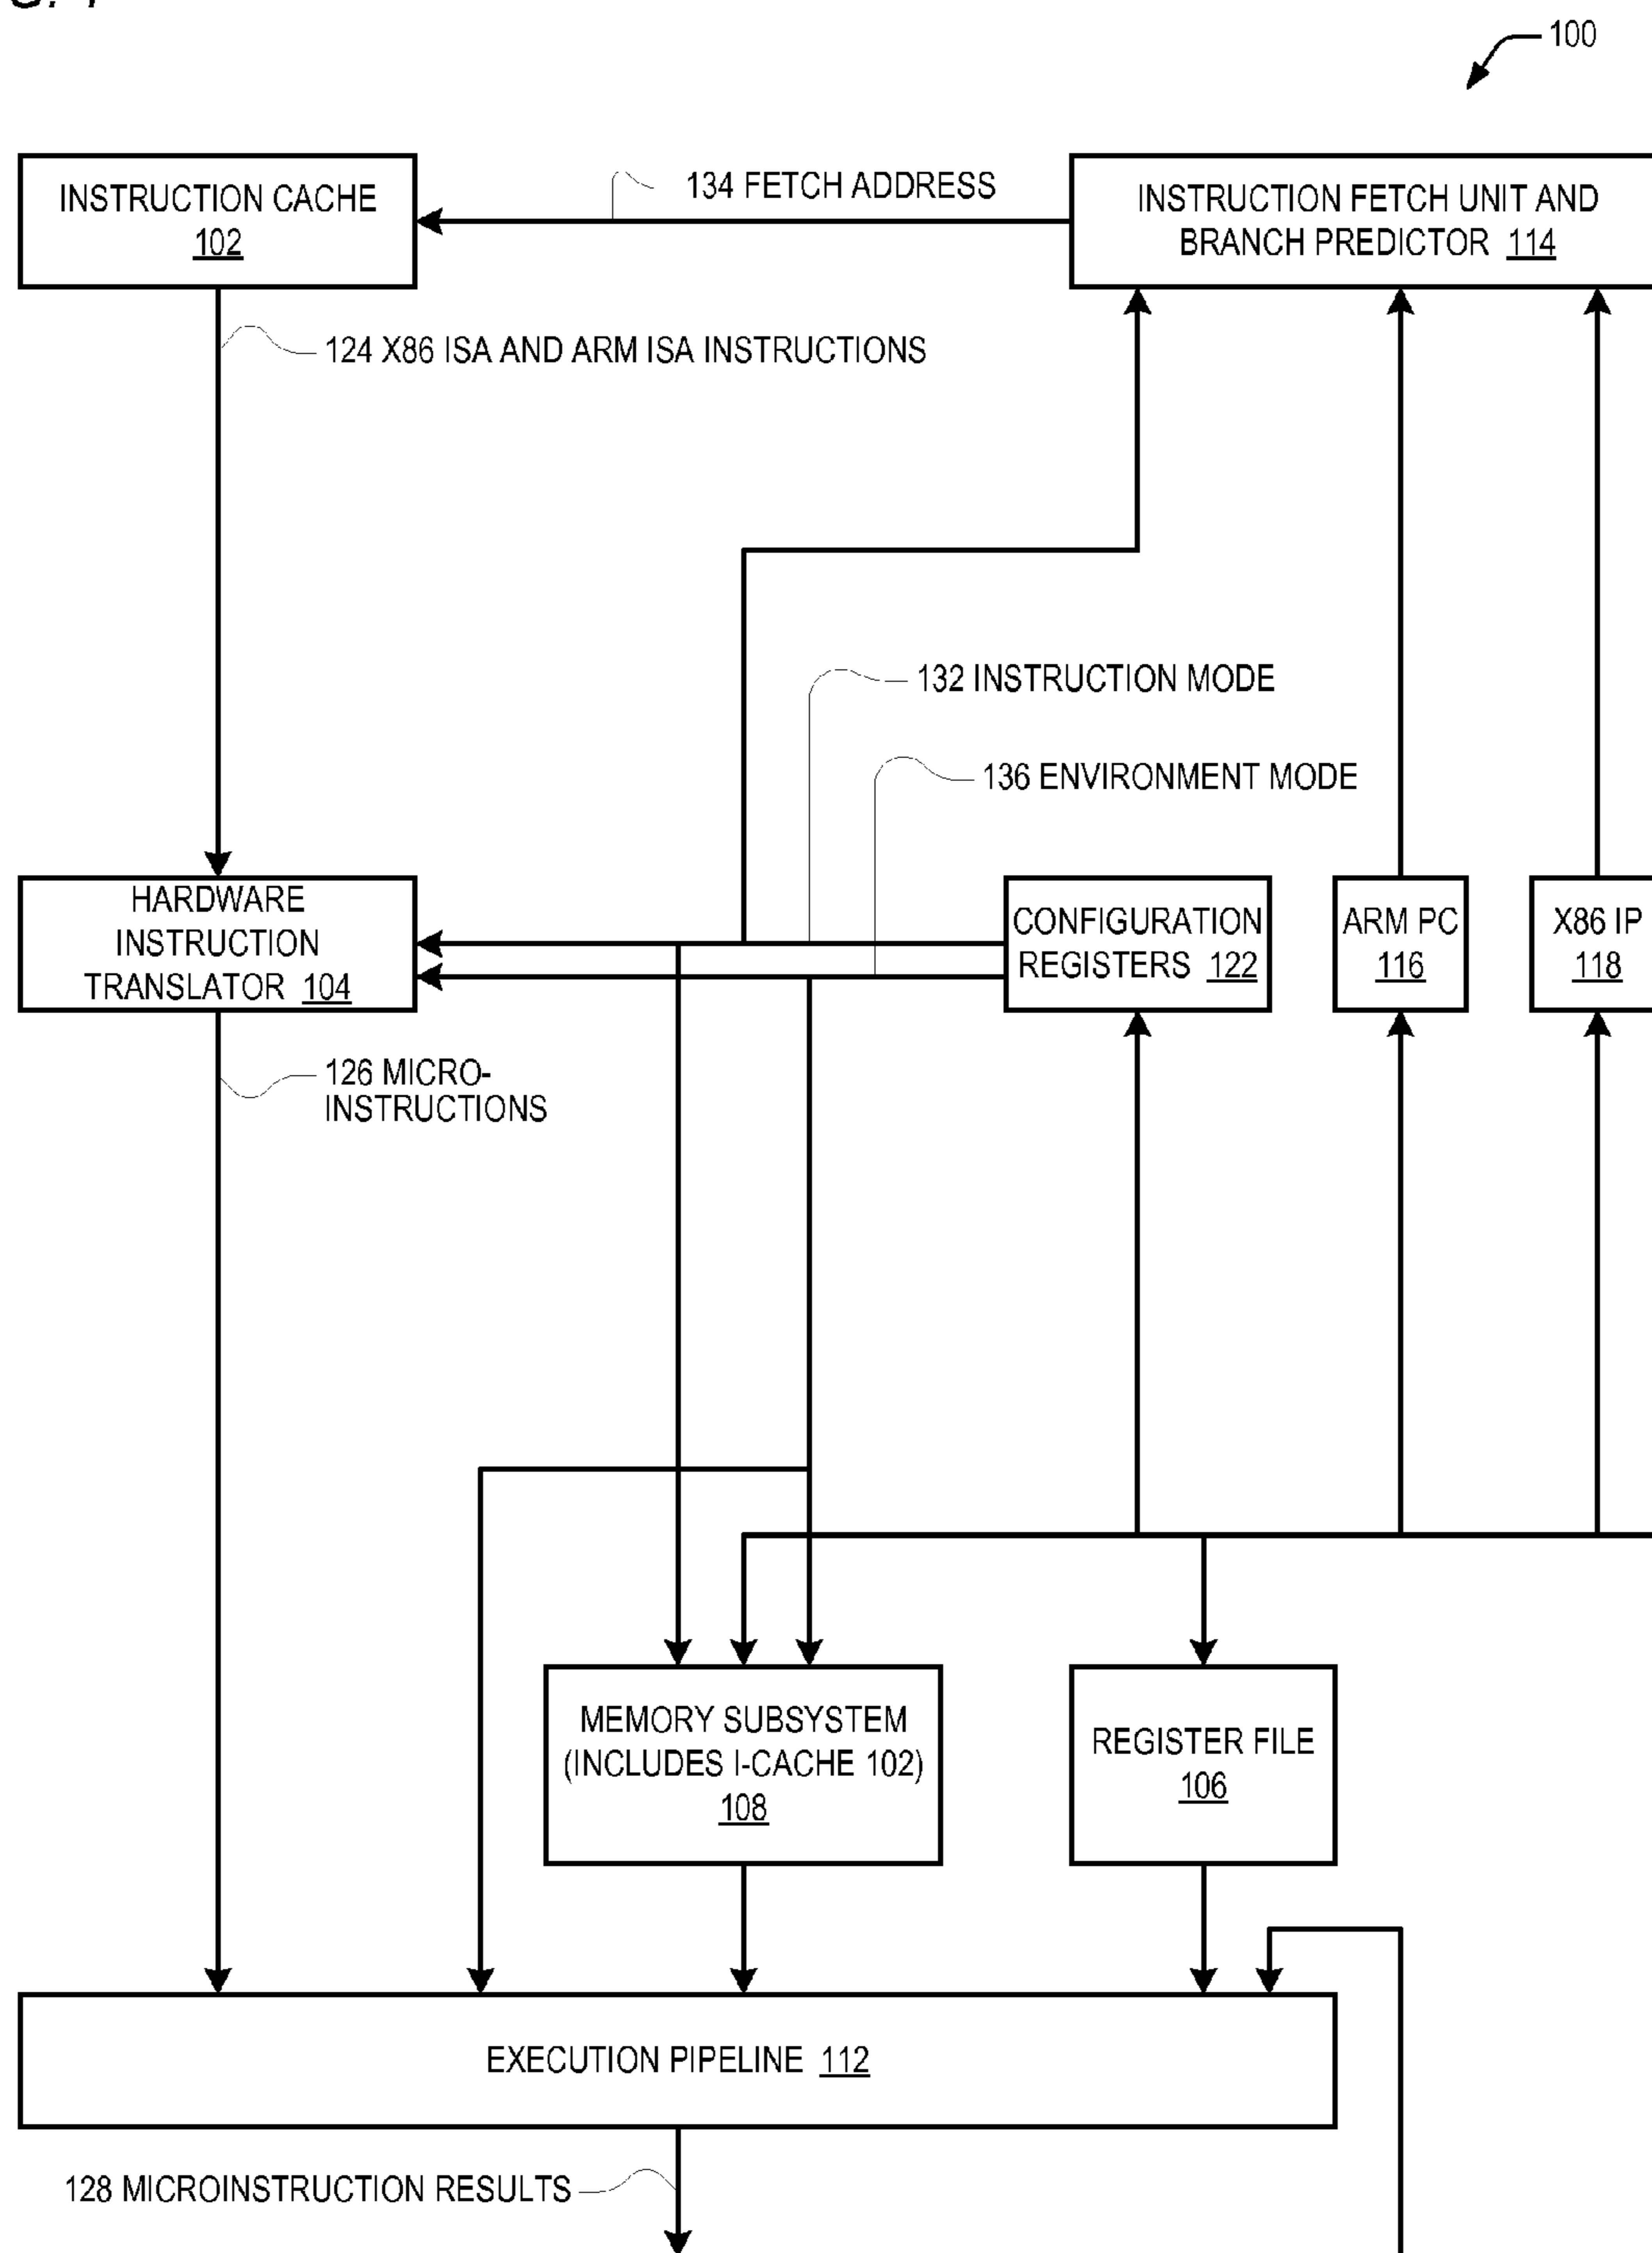 100
INSTRUCTION CACHE
102
134 FETCH ADDRESS
INSTRUCTION FETCH UNIT AND
BRANCH PREDICTOR 114
124 X86 ISA AND ARM ISA INSTRUCTIONS
132 INSTRUCTION MODE
136 ENVIRONMENT MODE
HARDWARE
INSTRUCTION
TRANSLATOR 104
CONFIGURATION
REGISTERS 122
ARM PC
116
X86 IP
118
126 MICRO-
INSTRUCTIONS
MEMORY SUBSYSTEM
(INCLUDES I-CACHE 102)
108
REGISTER FILE
106
EXECUTION PIPELINE 112
128 MICROINSTRUCTION RESULTS